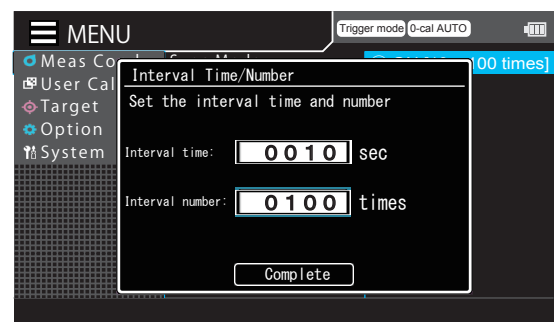 MENU
Trigger mode 0-cal AUTO
Meas Co
100 times]
User Cal
Target
Option
System
Interval Time/Number
Set the interval time and number
Interval time: 0010 sec
Interval number: 0100 times
Complete